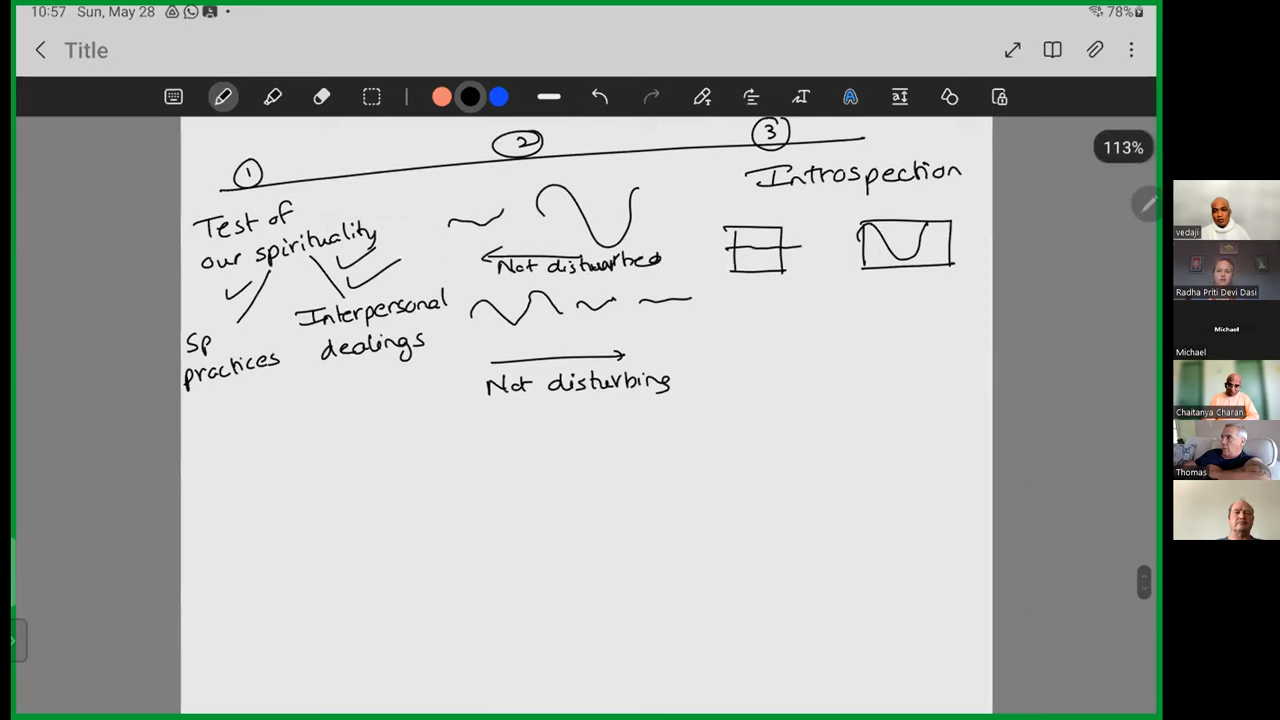 10:57 Sun, May 28
78%
Title
113%
1
2
3
Test of
our spirituality
Sp
practices
Interpersonal
dealings
Not disturbed
Not disturbing
Introspection
vedaji
Radha Priti Devi Dasi
Michael
Michael
Chaitanya Charan
Thomas